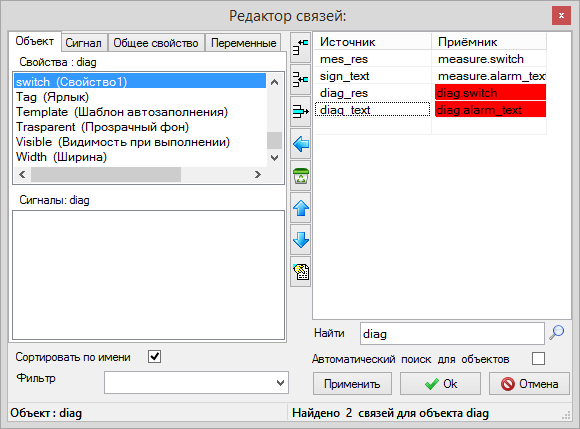 Редактор связей:
Объект Сигнал Общее свойство Переменные
Свойства : diag
switch (Свойство1)
Tag (Ярлык)
Template (Шаблон автозаполнения)
Trasparent (Прозрачный фон)
Visible (Видимость при выполнении)
Width (Ширина)
Сигналы: diag
Сортировать по имени
Фильтр
Объект : diag
Источник Приёмник
mes_res measure.switch
sign_text measure.alarm_tex
diag_res diag.switch
diag_text diag.alarm_text
Найти diag
Автоматический поиск для объектов
Применить Ok Отмена
Найдено 2 связей для объекта diag